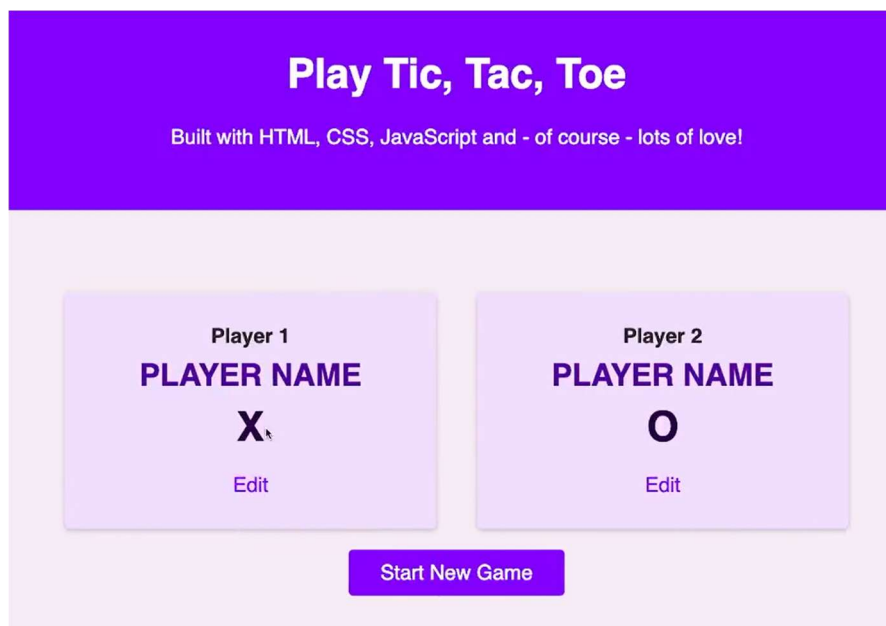 Play Tic, Tac, Toe
Built with HTML, CSS, JavaScript and - of course - lots of love!
Player 1
PLAYER NAME
X
Edit
Player 2
PLAYER NAME
O
Edit
Start New Game